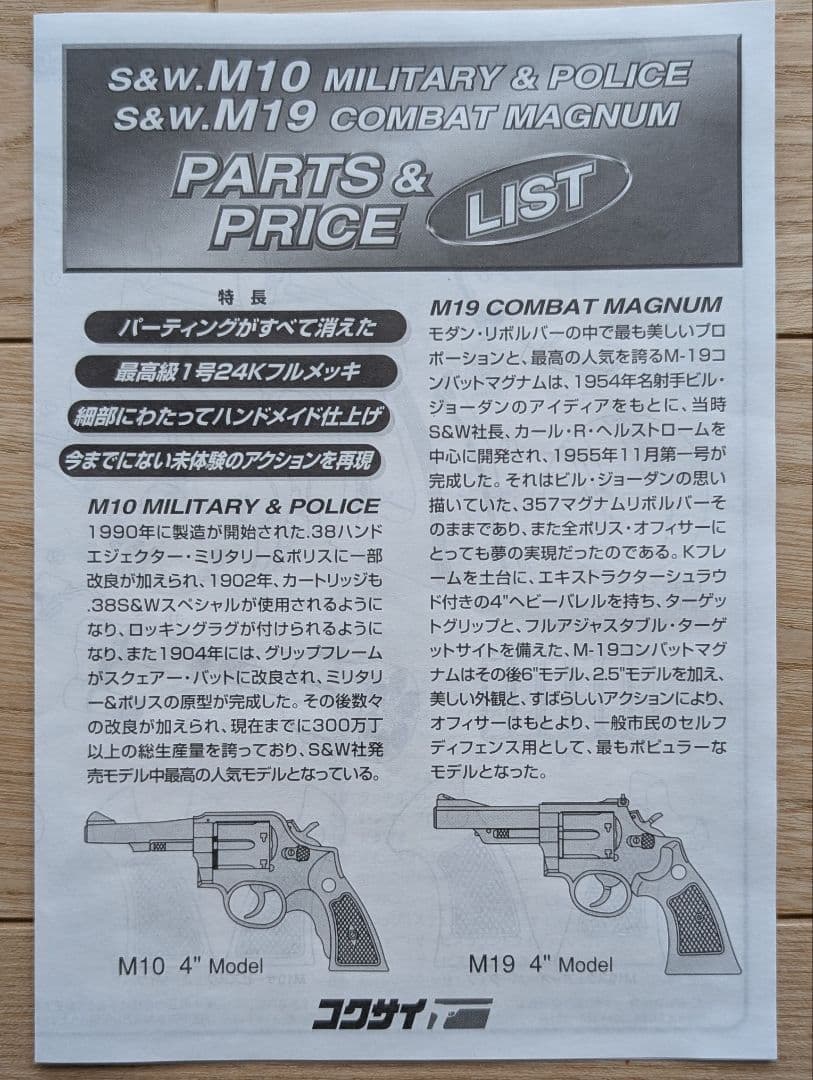 S&W.M10 MILITARY & POLICE
S&W.M19 COMBAT MAGNUM
PARTS &
PRICE
LIST
特 長
パーティングがすべて消えた
最高級1号24Kフルメッキ
細部にわたってハンドメイド仕上げ
今までにない未体験のアクションを再現
M10 MILITARY & POLICE
1990年に製造が開始された.38ハンド
エジェクター・ミリタリー&ポリスに一部
改良が加えられ、1902年、カートリッジも
.38S&Wスペシャルが使用されるように
なり、ロッキングラグが付けられるように
なり、また1904年には、グリップフレーム
がスクェアー・バットに改良され、ミリタリ
ー&ポリスの原型が完成した。その後数々
の改良が加えられ、現在までに300万丁
以上の総生産量を誇っており、S&W社発
売モデル中最高の人気モデルとなっている。
M19 COMBAT MAGNUM
モダン・リボルバーの中で最も美しいプロ
ポーションと、最高の人気を誇るM-19コ
ンバットマグナムは、1954年名射手ビル・
ジョーダンのアイディアをもとに、当時
S&W社長、カール・R・ヘルストロームを
中心に開発され、1955年11月第一号が
完成した。それはビル・ジョーダンの思い
描いていた、357マグナムリボルバーそ
のままであり、また全ポリス・オフィサーに
とっても夢の実現だったのである。Kフレ
ームを土台に、エキストラクターシュラウ
ド付きの4"ヘビーバレルを持ち、ターゲッ
トグリップと、フルアジャスタブル・ターゲ
ットサイトを備えた、M-19コンバットマグ
ナムはその後6"モデル、2.5"モデルを加え、
美しい外観と、すばらしいアクションにより、
オフィサーはもとより、一般市民のセルフ
ディフェンス用として、最もポピュラーな
モデルとなった。
M10 4" Model
M19 4" Model
コクサイ